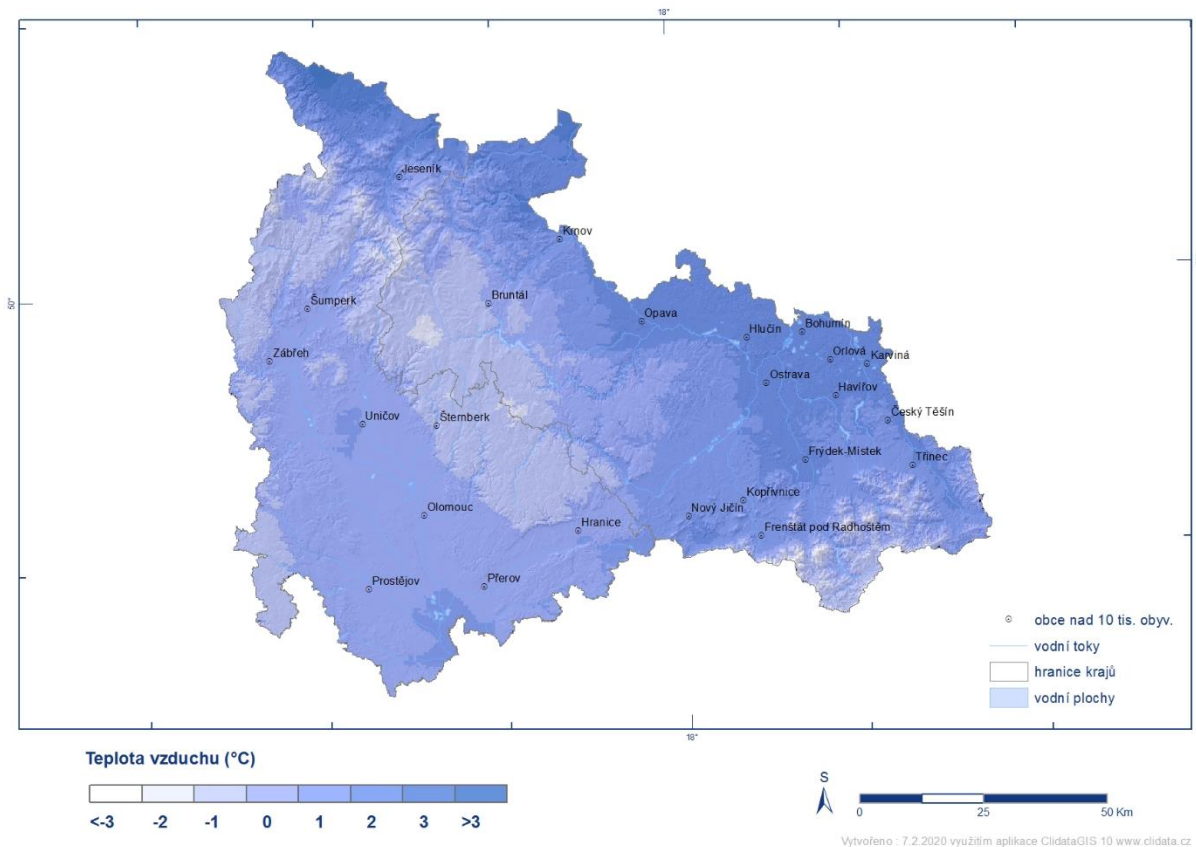 18°
50°
Jeseník
Krnov
Bruntál
Šumperk
Opava
Hlučín
Bohumín
Orlová
Karviná
Zábřeh
Ostrava
Havířov
Uničov
Šternberk
Český Těšín
Frýdek-Místek
Třinec
Kopřivnice
Olomouc
Nový Jičín
Hranice
Frenštát pod Radhoštěm
Prostějov
Přerov
obce nad 10 tis. obyv.
vodní toky
hranice krajů
vodní plochy
18°
Teplota vzduchu (°C)
<-3 -2 -1 0 1 2 3 >3
S
0 25 50 Km
Vytvořeno : 7.2.2020 využitím aplikace ClidataGIS 10 www.clidata.cz